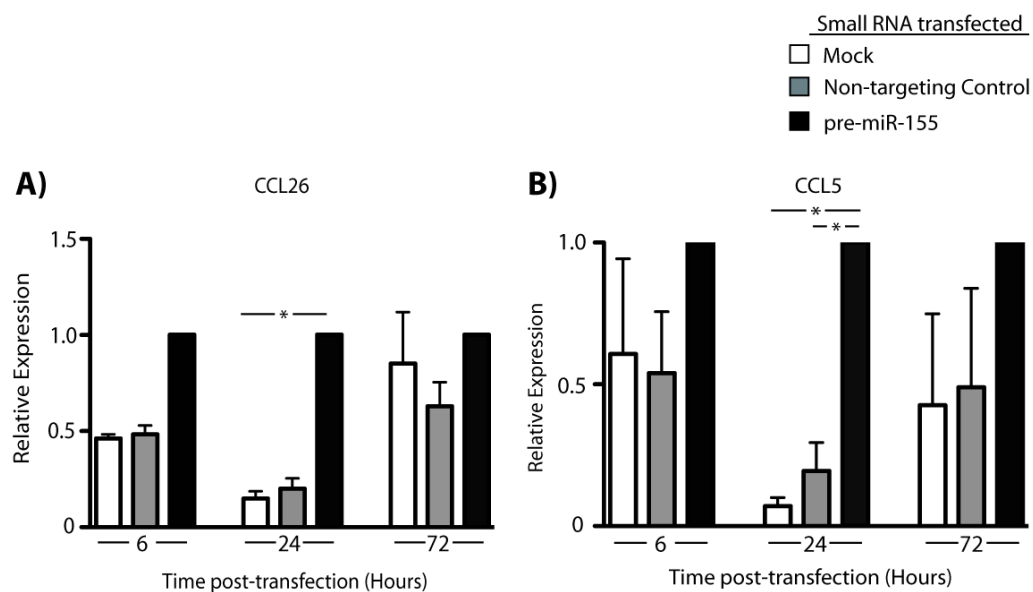 Small RNA transfected
Mock
Non-targeting Control
pre-miR-155
A)
CCL26
1.5
1.0
0.5
0
Relative Expression
*
6
24
72
Time post-transfection (Hours)
B)
CCL5
*
*
1.0
0.5
0
Relative Expression
6
24
72
Time post-transfection (Hours)